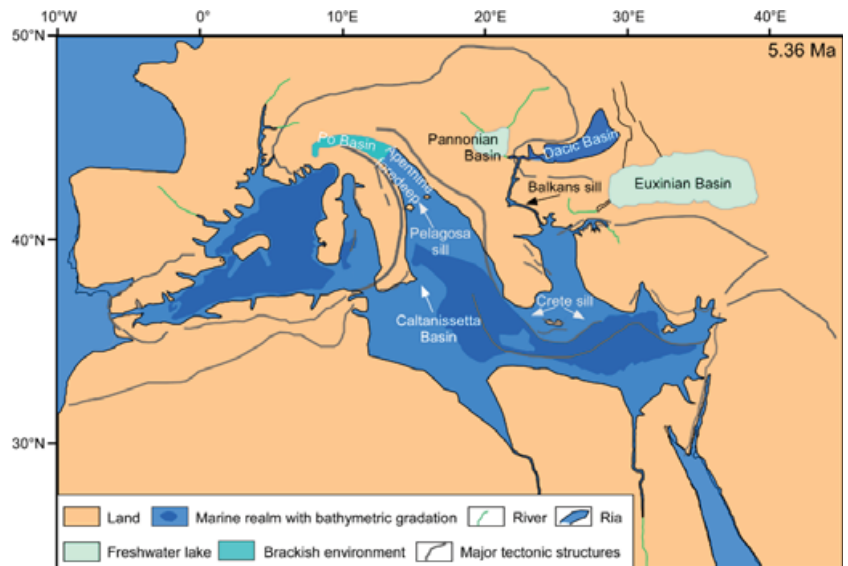 10°W 0° 10°E 20°E 30°E 40°E
50°N
5.36 Ma
Po Basin
Apennine
foredeep
Pannonian
Basin
Dacic Basin
Balkans sill
Euxinian Basin
40°N
Pelagosa
sill
Crete sill
Caltanissetta
Basin
30°N
Land
Marine realm with bathymetric gradation
River
Ria
Freshwater lake
Brackish environment
Major tectonic structures